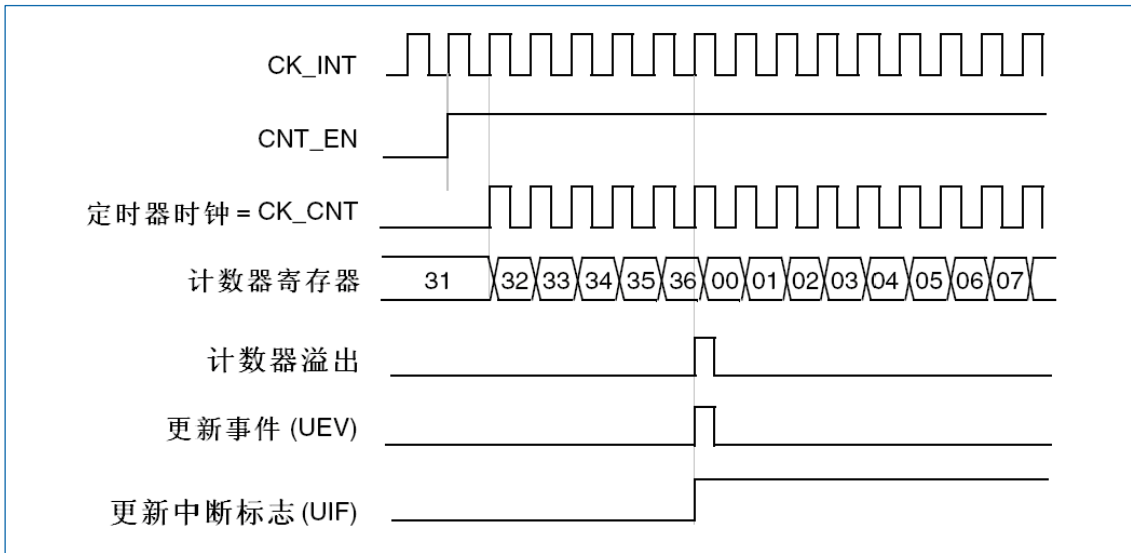 CK_INT
CNT_EN
定时器时钟 = CK_CNT
计数器寄存器 31 32 33 34 35 36 00 01 02 03 04 05 06 07
计数器溢出
更新事件 (UEV)
更新中断标志 (UIF)